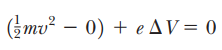 (½mv² − 0) + e ΔV = 0